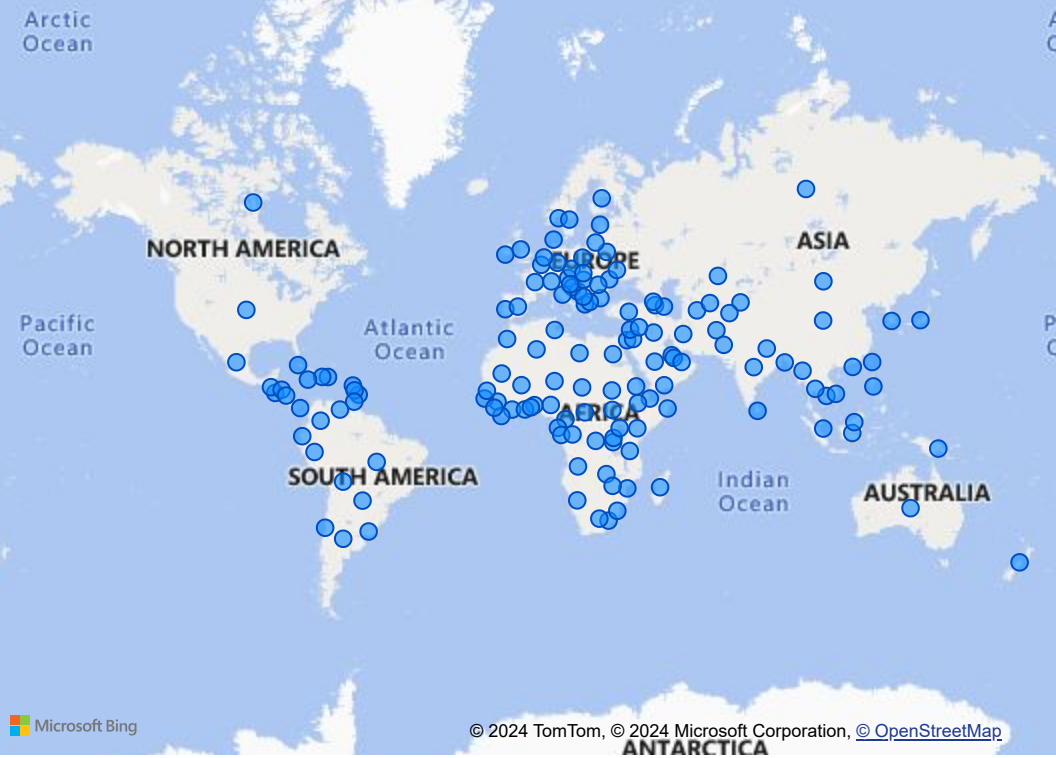 Arctic
Ocean
A
C
NORTH AMERICA
EUROPE
ASIA
Pacific
Ocean
Atlantic
Ocean
P
AFRICA
SOUTH AMERICA
Indian
Ocean
AUSTRALIA
Microsoft Bing
© 2024 TomTom, © 2024 Microsoft Corporation, © OpenStreetMap
ANTARCTICA